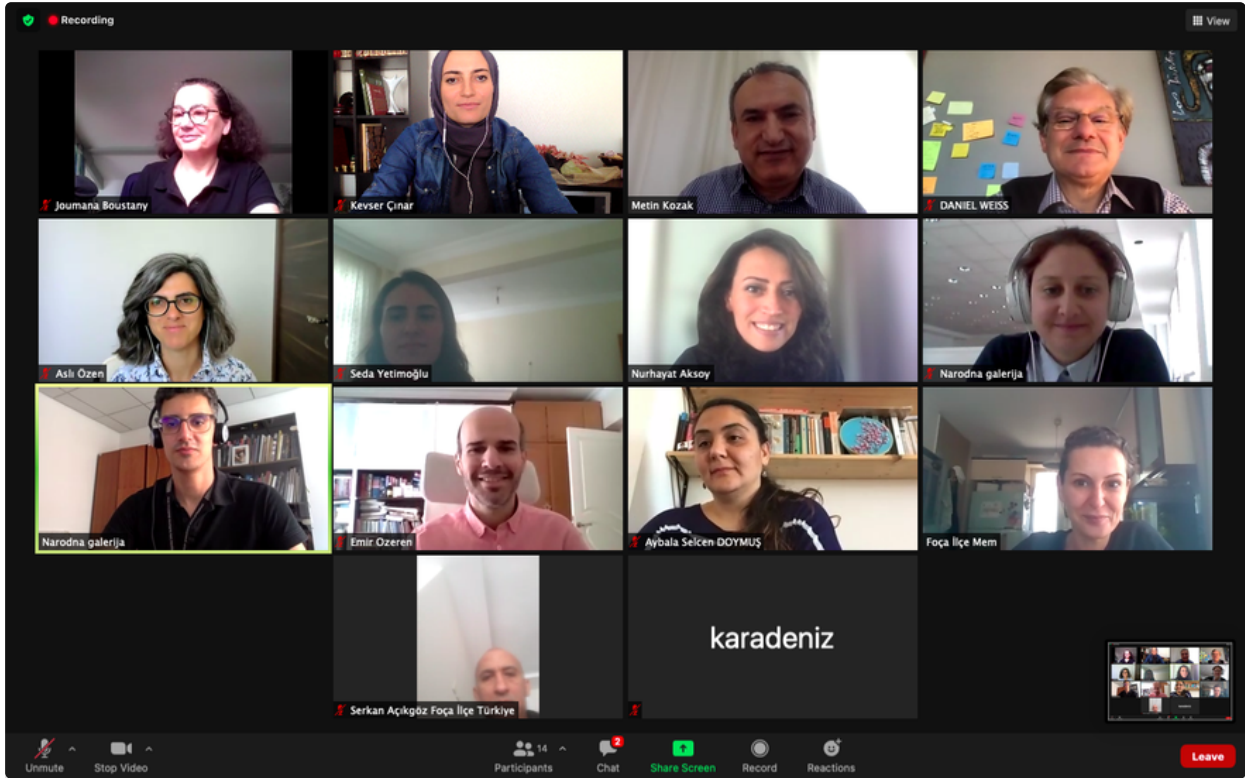 Recording
View
Joumana Boustany
Kevser Çınar
Metin Kozak
DANIEL WEISS
Aslı Özen
Seda Yetimoğlu
Nurhayat Aksoy
Narodna galerija
Narodna galerija
Emir Ozeren
Aybala Selcen DOYMUŞ
Foça İlçe Mem
Serkan Açıkgöz Foça İlçe Türkiye
karadeniz
Unmute
Stop Video
Participants
14
Chat
2
Share Screen
Record
Reactions
Leave